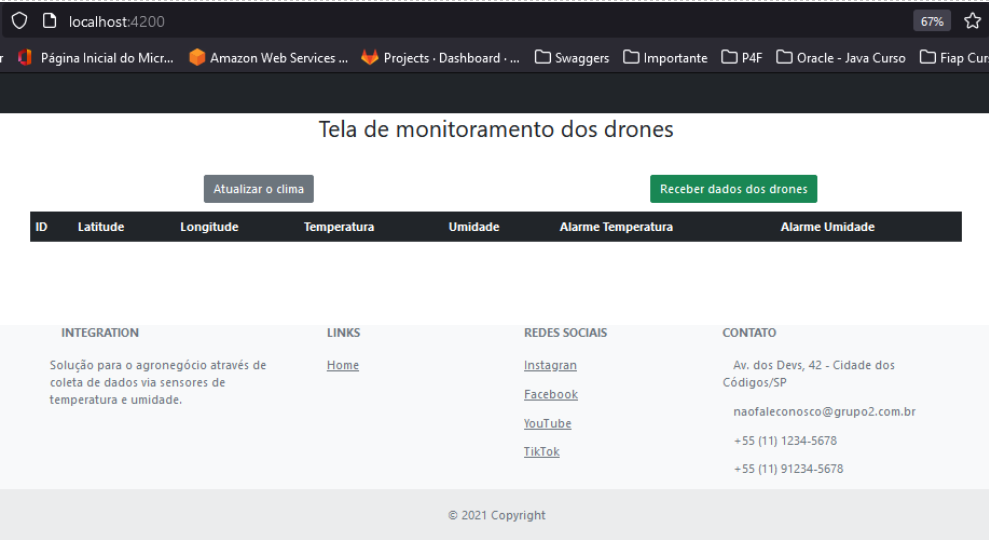 localhost:4200
67%
r Página Inicial do Micr... Amazon Web Services ... Projects · Dashboard · ... Swaggers Importante P4F Oracle - Java Curso Fiap Curs
Tela de monitoramento dos drones
Atualizar o clima
Receber dados dos drones
ID Latitude Longitude Temperatura Umidade Alarme Temperatura Alarme Umidade
INTEGRATION
Solução para o agronegócio através de
coleta de dados via sensores de
temperatura e umidade.
LINKS
Home
REDES SOCIAIS
Instagran
Facebook
YouTube
TikTok
CONTATO
Av. dos Devs, 42 - Cidade dos
Códigos/SP
naofaleconosco@grupo2.com.br
+55 (11) 1234-5678
+55 (11) 91234-5678
© 2021 Copyright